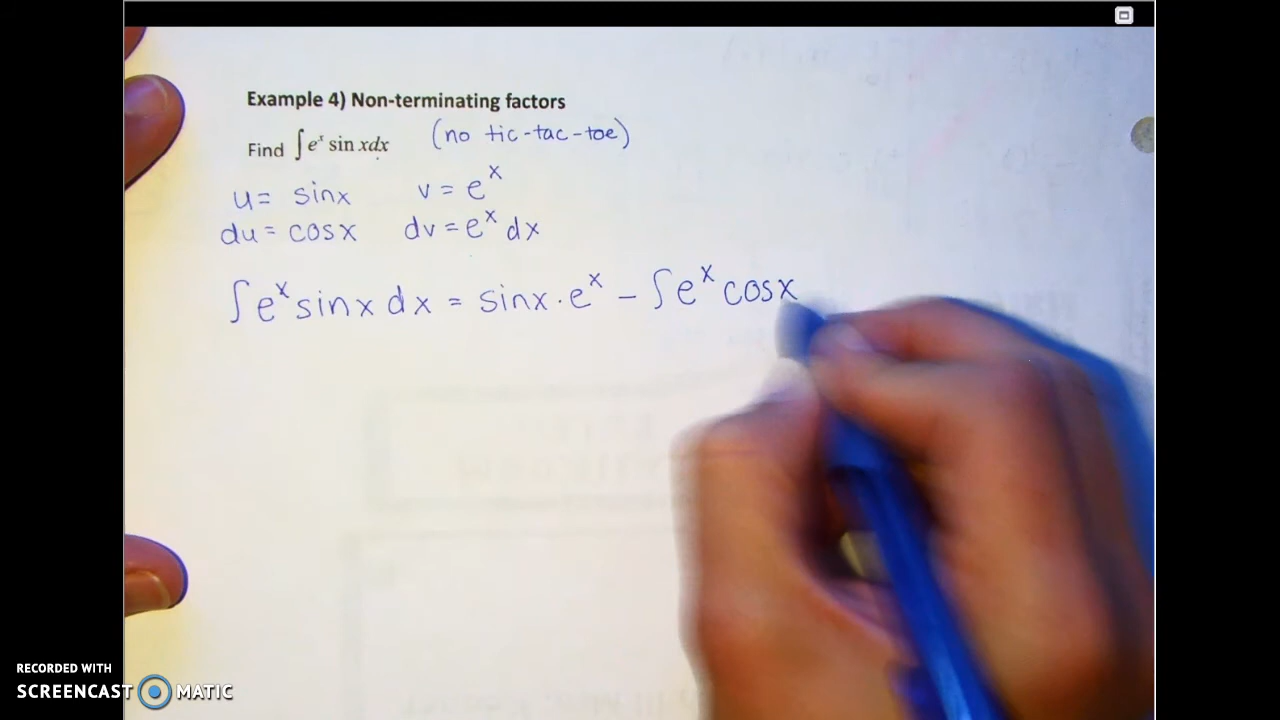 Example 4) Non-terminating factors
Find ∫eˣ sin xdx (no tic-tac-toe)
u= sinx v = eˣ
du = cosx dv = eˣ dx
∫eˣ sinx dx = sinx · eˣ − ∫eˣ cosx
RECORDED WITH
SCREENCAST MATIC